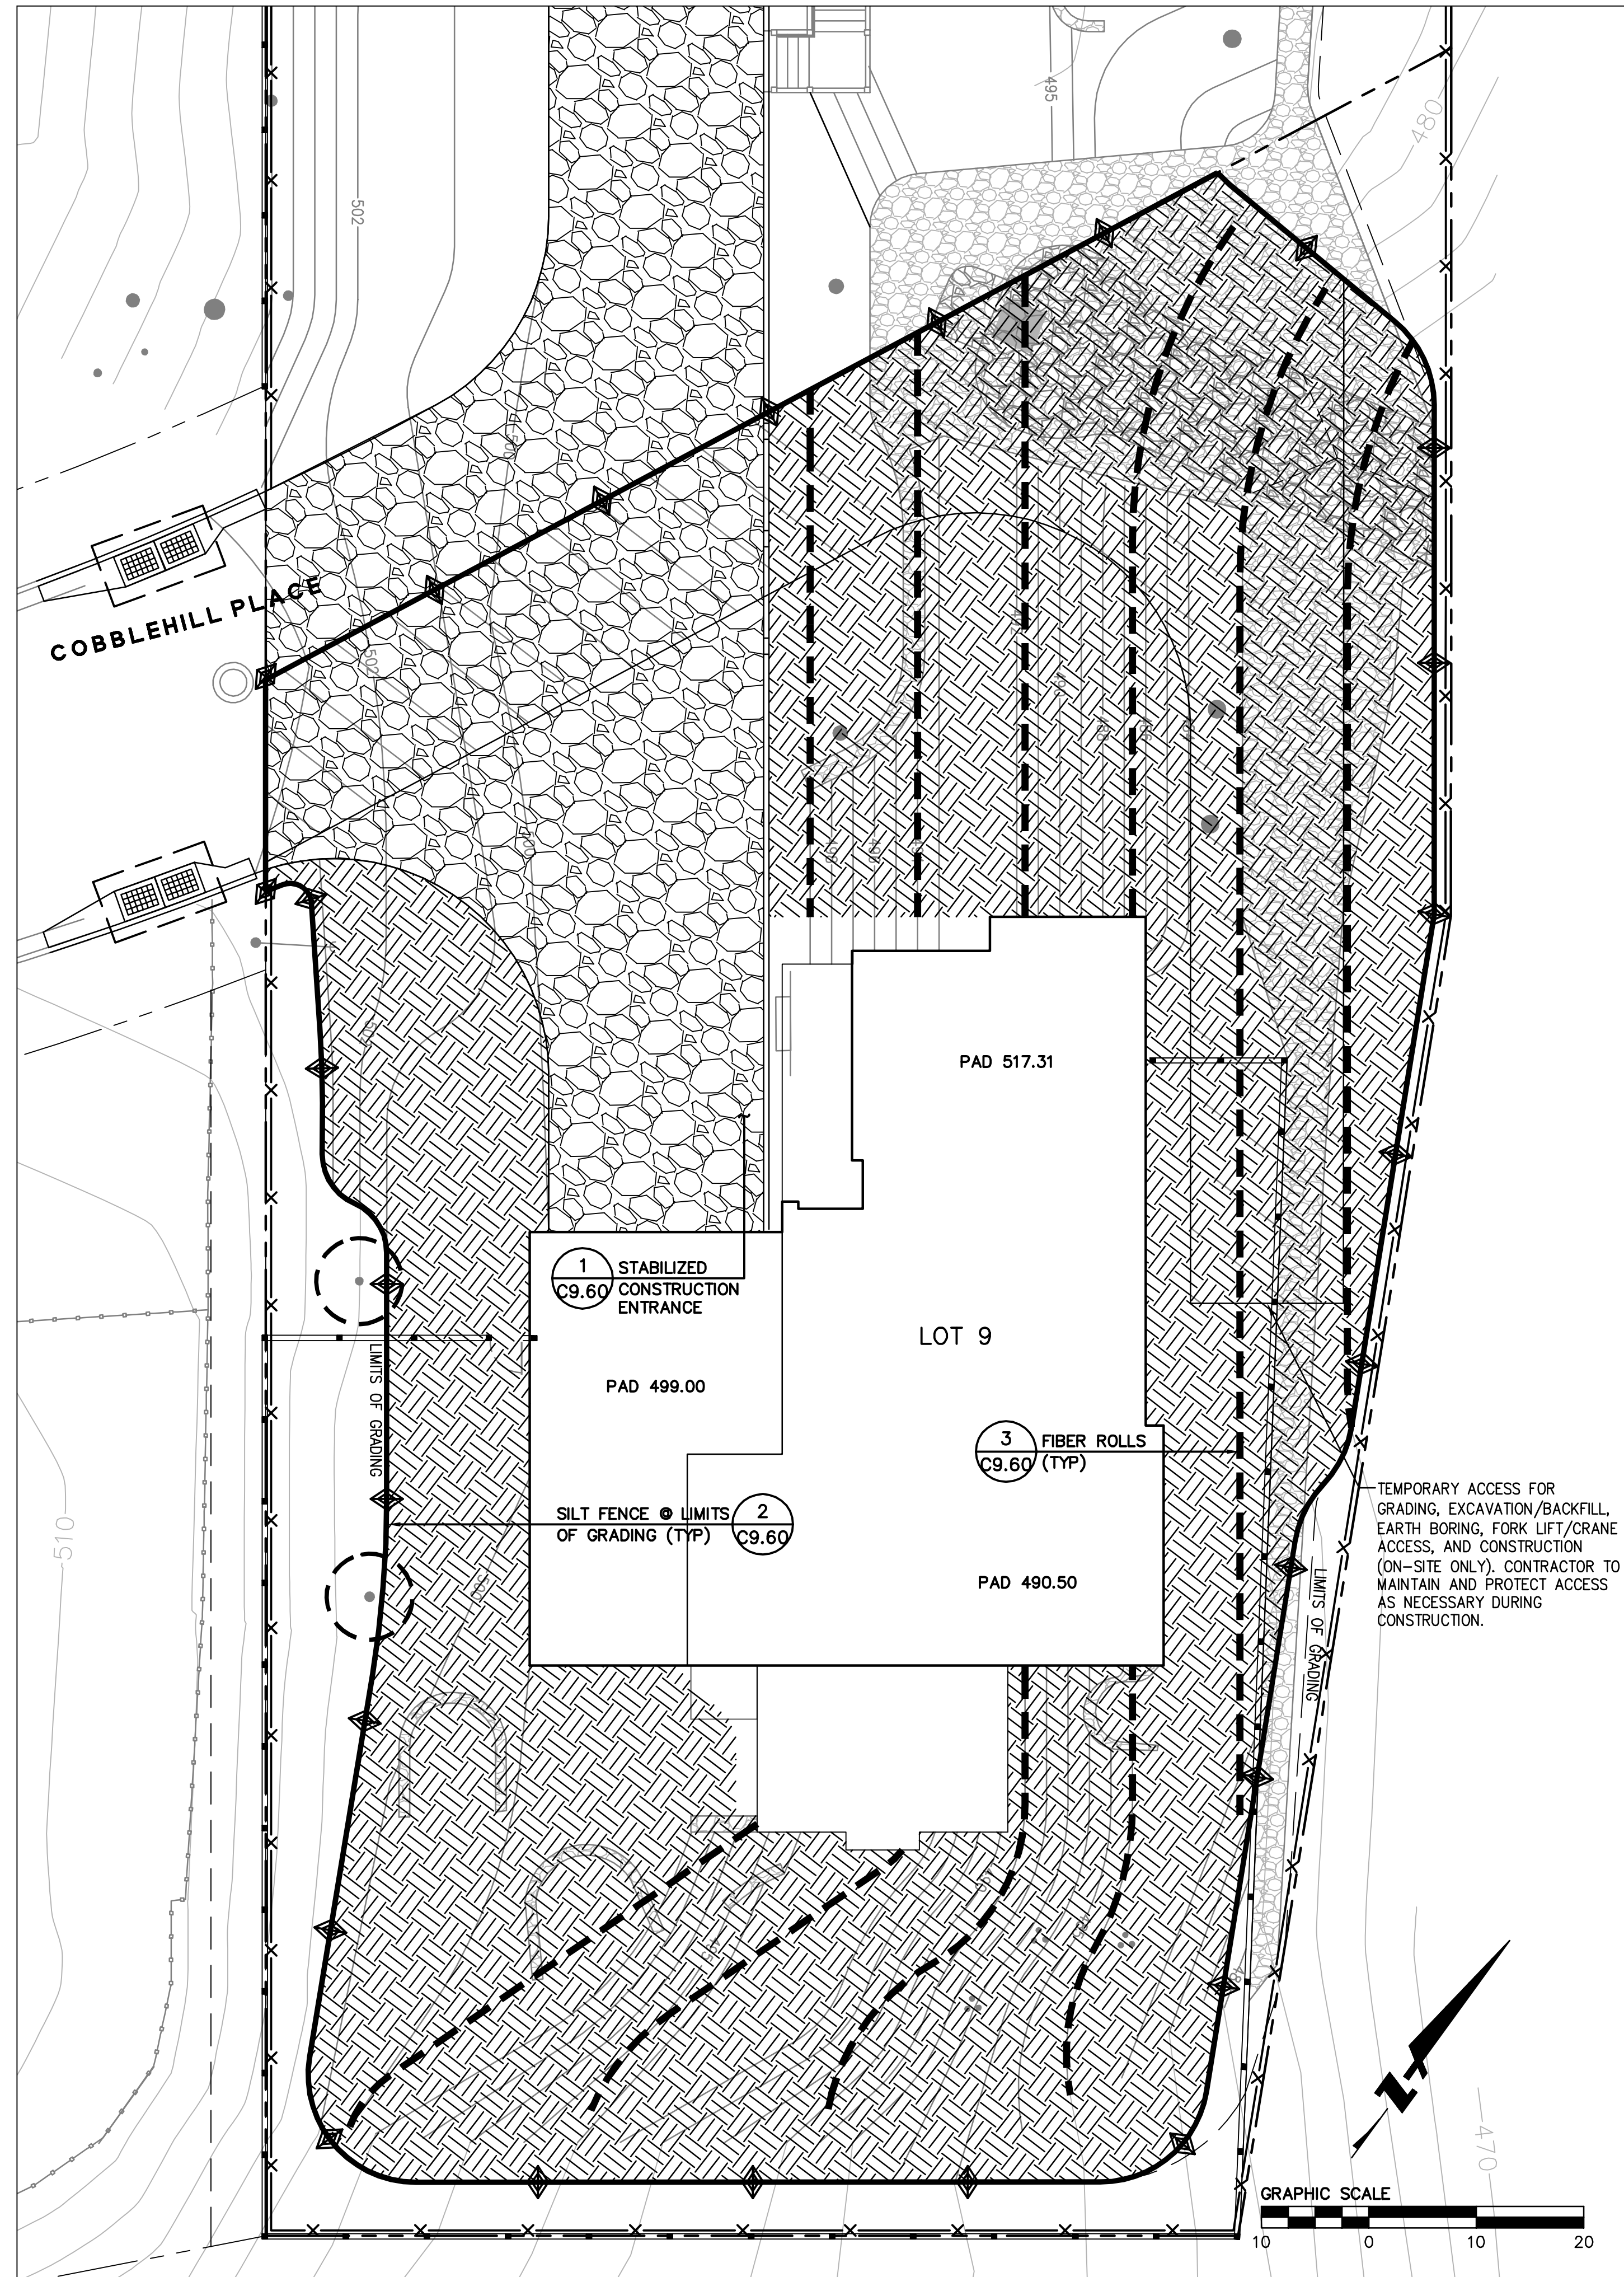 495
480
502
COBBLEHILL PLACE
502
500
498
496
PAD 517.31
1
C9.60
STABILIZED
CONSTRUCTION
ENTRANCE
LOT 9
PAD 499.00
LIMITS OF GRADING
3
C9.60
FIBER ROLLS
(TYP)
SILT FENCE @ LIMITS
OF GRADING (TYP)
2
C9.60
510
PAD 490.50
TEMPORARY ACCESS FOR
GRADING, EXCAVATION/BACKFILL,
EARTH BORING, FORK LIFT/CRANE
ACCESS, AND CONSTRUCTION
(ON-SITE ONLY). CONTRACTOR TO
MAINTAIN AND PROTECT ACCESS
AS NECESSARY DURING
CONSTRUCTION.
LIMITS OF GRADING
495
Z
470
GRAPHIC SCALE
10 0 10 20